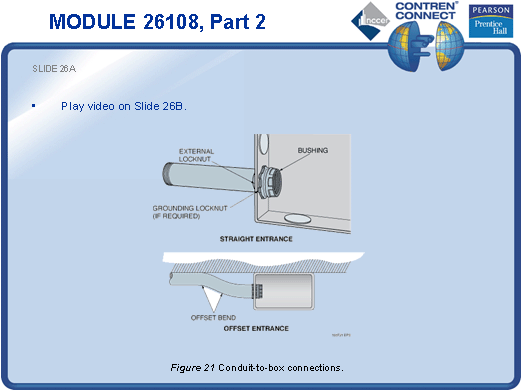 MODULE 26108, Part 2
nccer
CONTREN®
CONNECT
PEARSON
Prentice
Hall
SLIDE 26A
▪ Play video on Slide 26B.
EXTERNAL
LOCKNUT
BUSHING
GROUNDING LOCKNUT
(IF REQUIRED)
STRAIGHT ENTRANCE
OFFSET BEND
OFFSET ENTRANCE
Figure 21 Conduit-to-box connections.